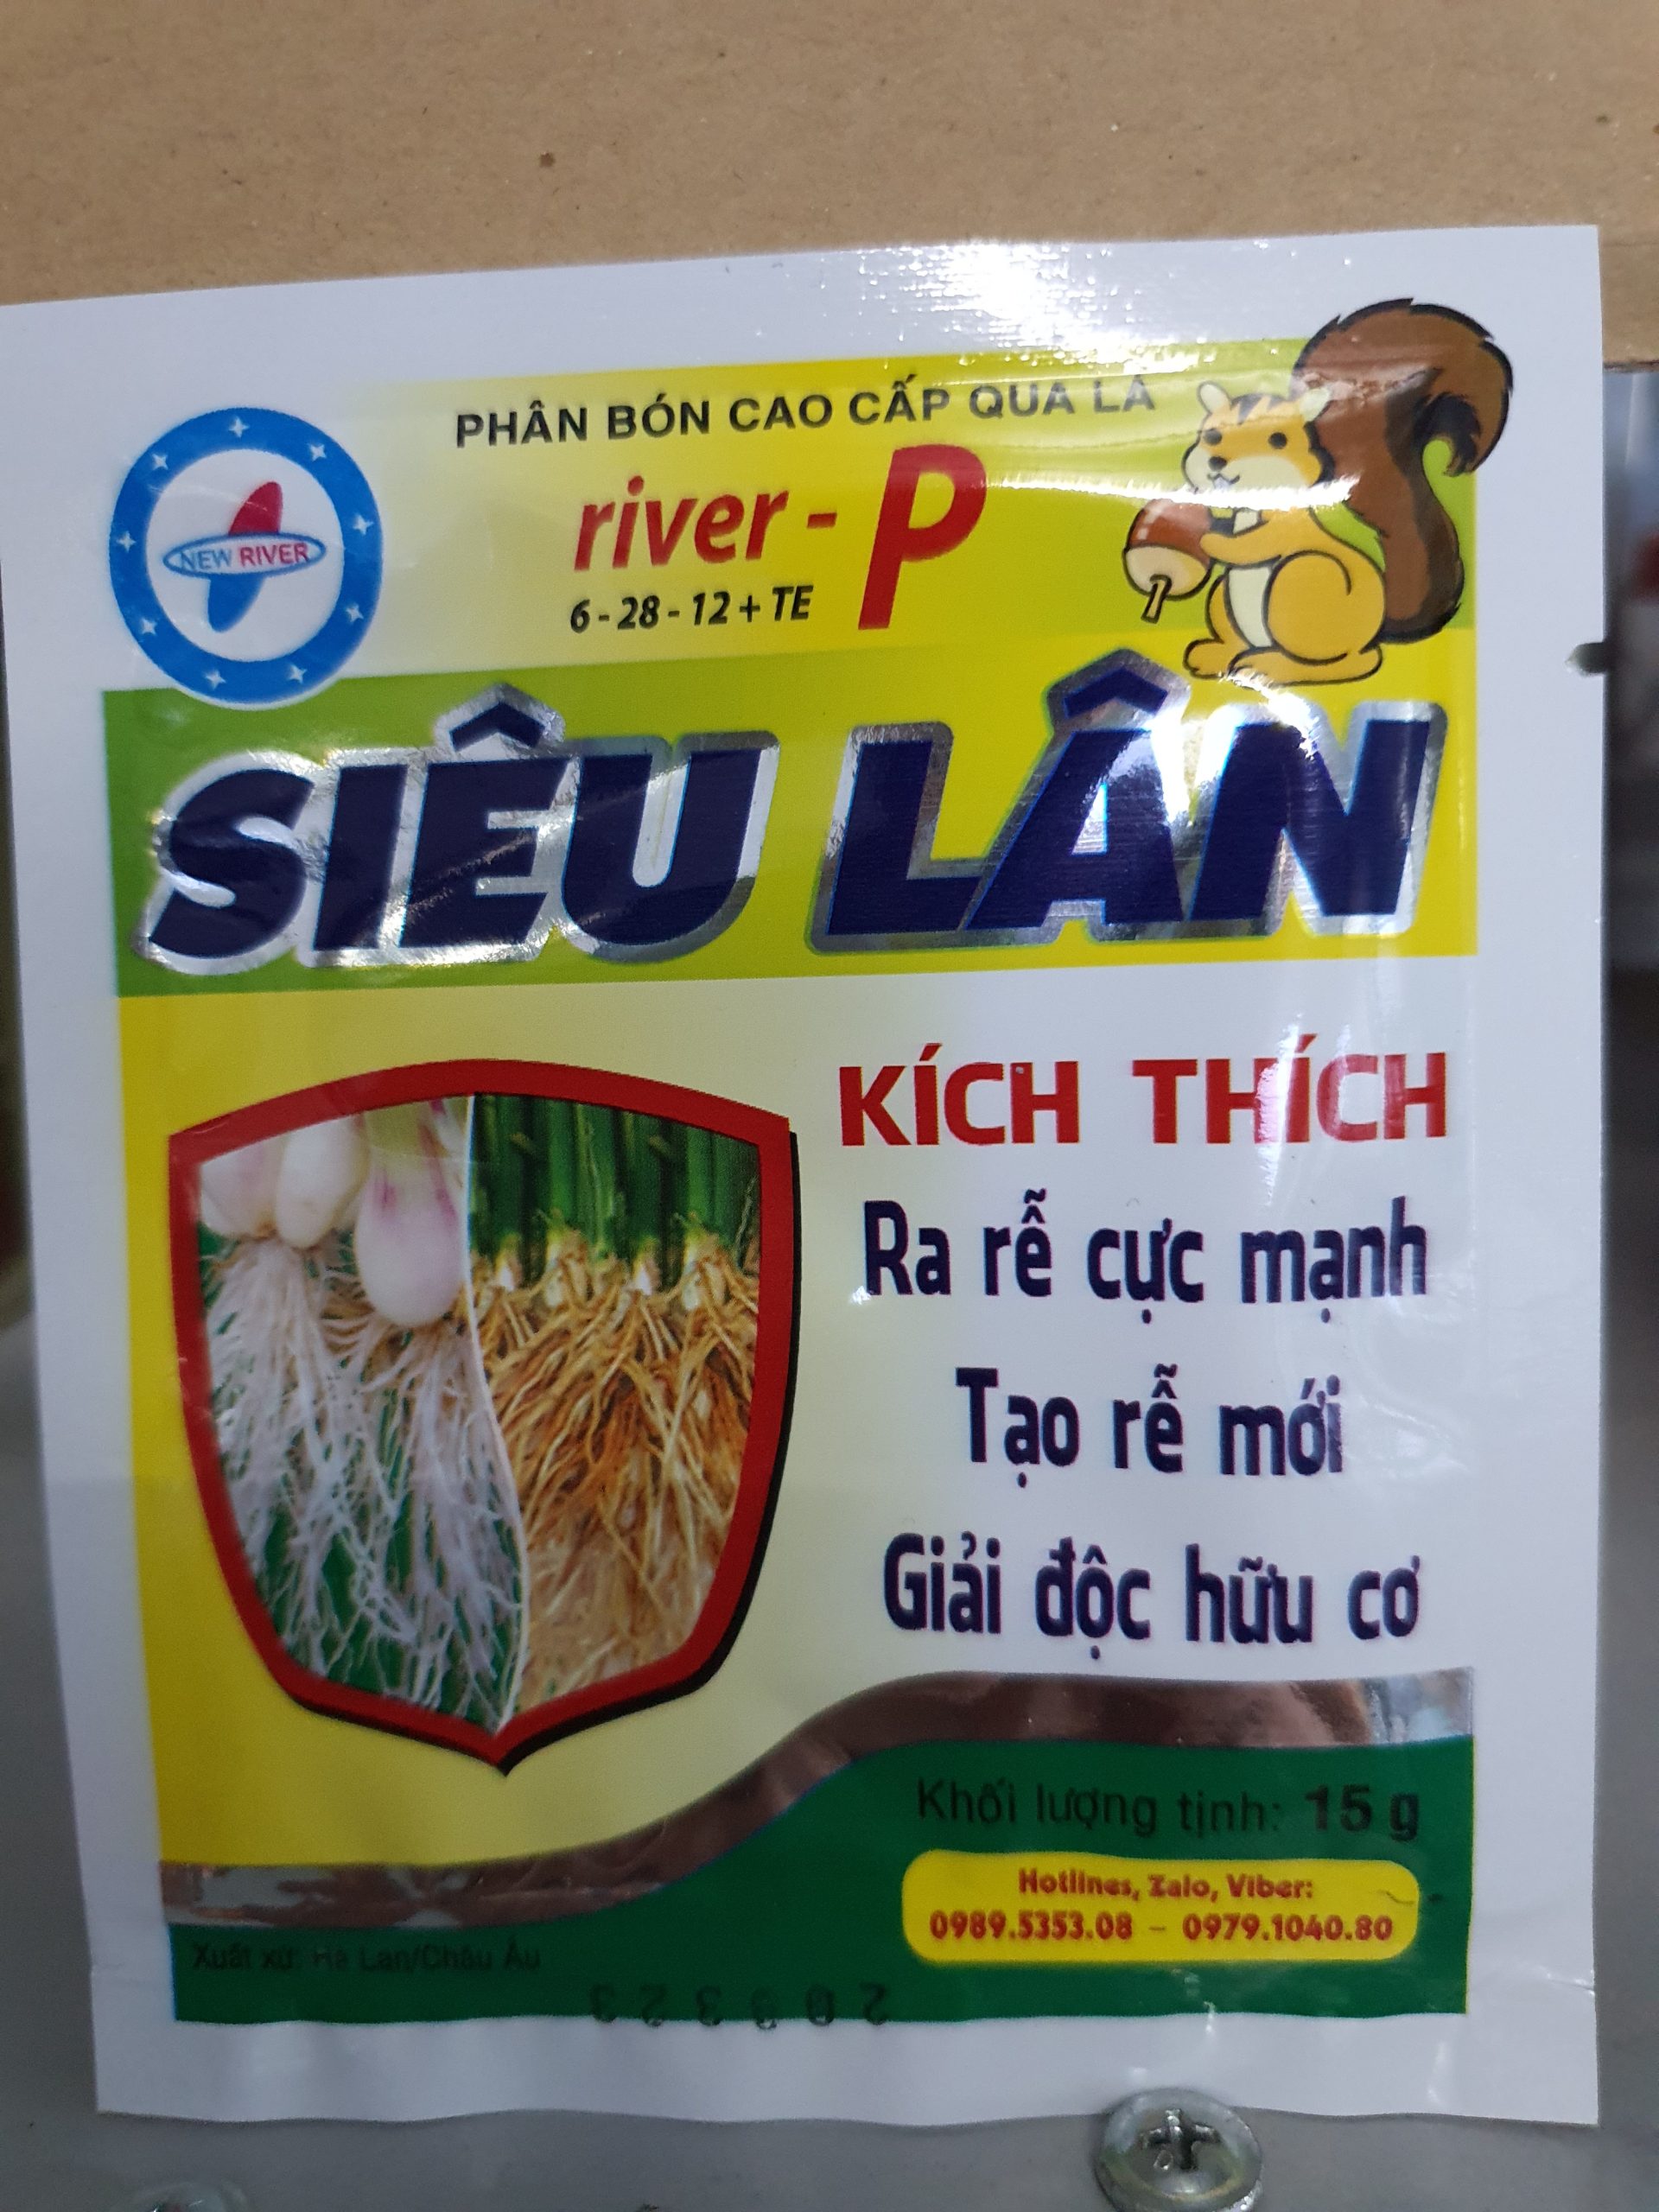 PHÂN BÓN CAO CẤP QUA LÁ
NEW RIVER
river - P
6 - 28 - 12 + TE
SIÊU LÂN
KÍCH THÍCH
Ra rễ cực mạnh
Tạo rễ mới
Giải độc hữu cơ
Khối lượng tịnh: 15 g
Hotlines, Zalo, Viber:
0989.5353.08 – 0979.1040.80
Xuất xứ: Hà Lan/Châu Âu